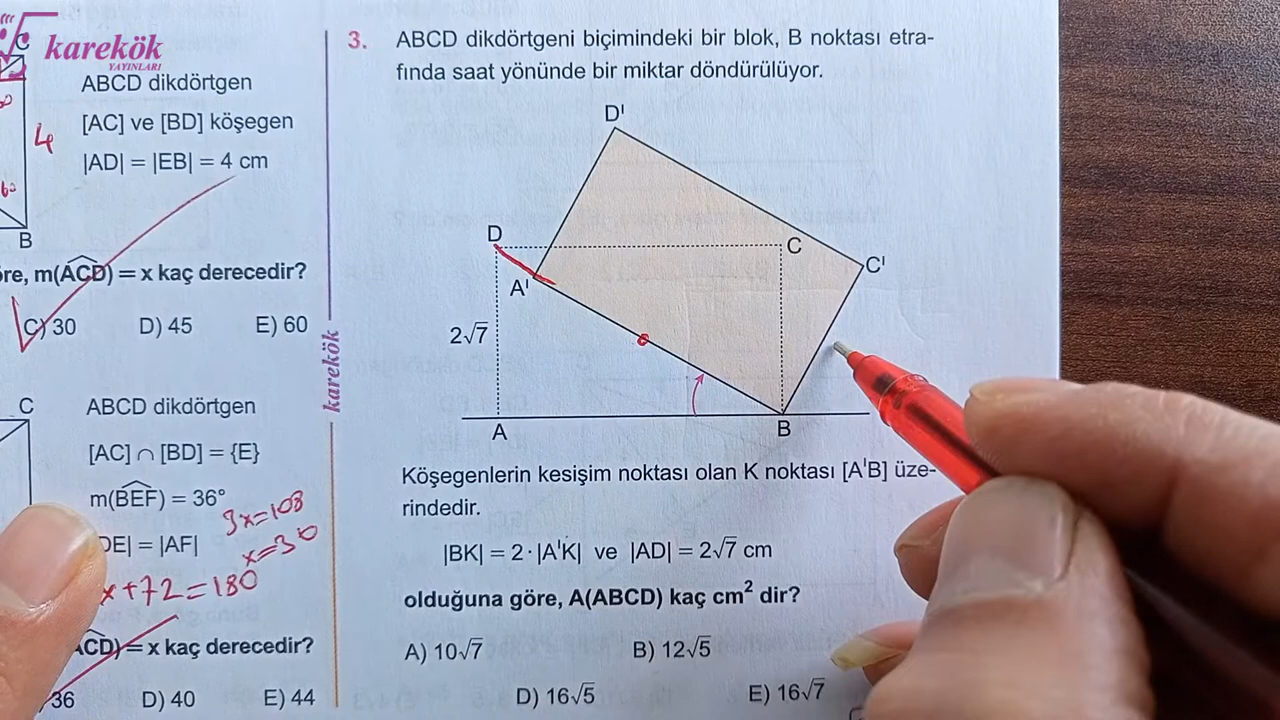 karekök
YAYINLARI
C
ABCD dikdörtgen
[AC] ve [BD] köşegen
|AD| = |EB| = 4 cm
4
B
re, m(ACD) = x kaç derecedir?
C) 30 D) 45 E) 60
C
ABCD dikdörtgen
[AC] ∩ [BD] = {E}
m(BEF) = 36°
|AF|
3x=108
x+72=180
= x kaç derecedir?
36 D) 40 E) 44
karekök
3. ABCD dikdörtgeni biçimindeki bir blok, B noktası etra-
fında saat yönünde bir miktar döndürülüyor.
D'
D
C
C'
A'
2√7
A
B
Köşegenlerin kesişim noktası olan K noktası [A'B] üze-
rindedir.
|BK| = 2·|A'K| ve |AD| = 2√7 cm
olduğuna göre, A(ABCD) kaç cm² dir?
A) 10√7 B) 12√5
D) 16√5 E) 16√7